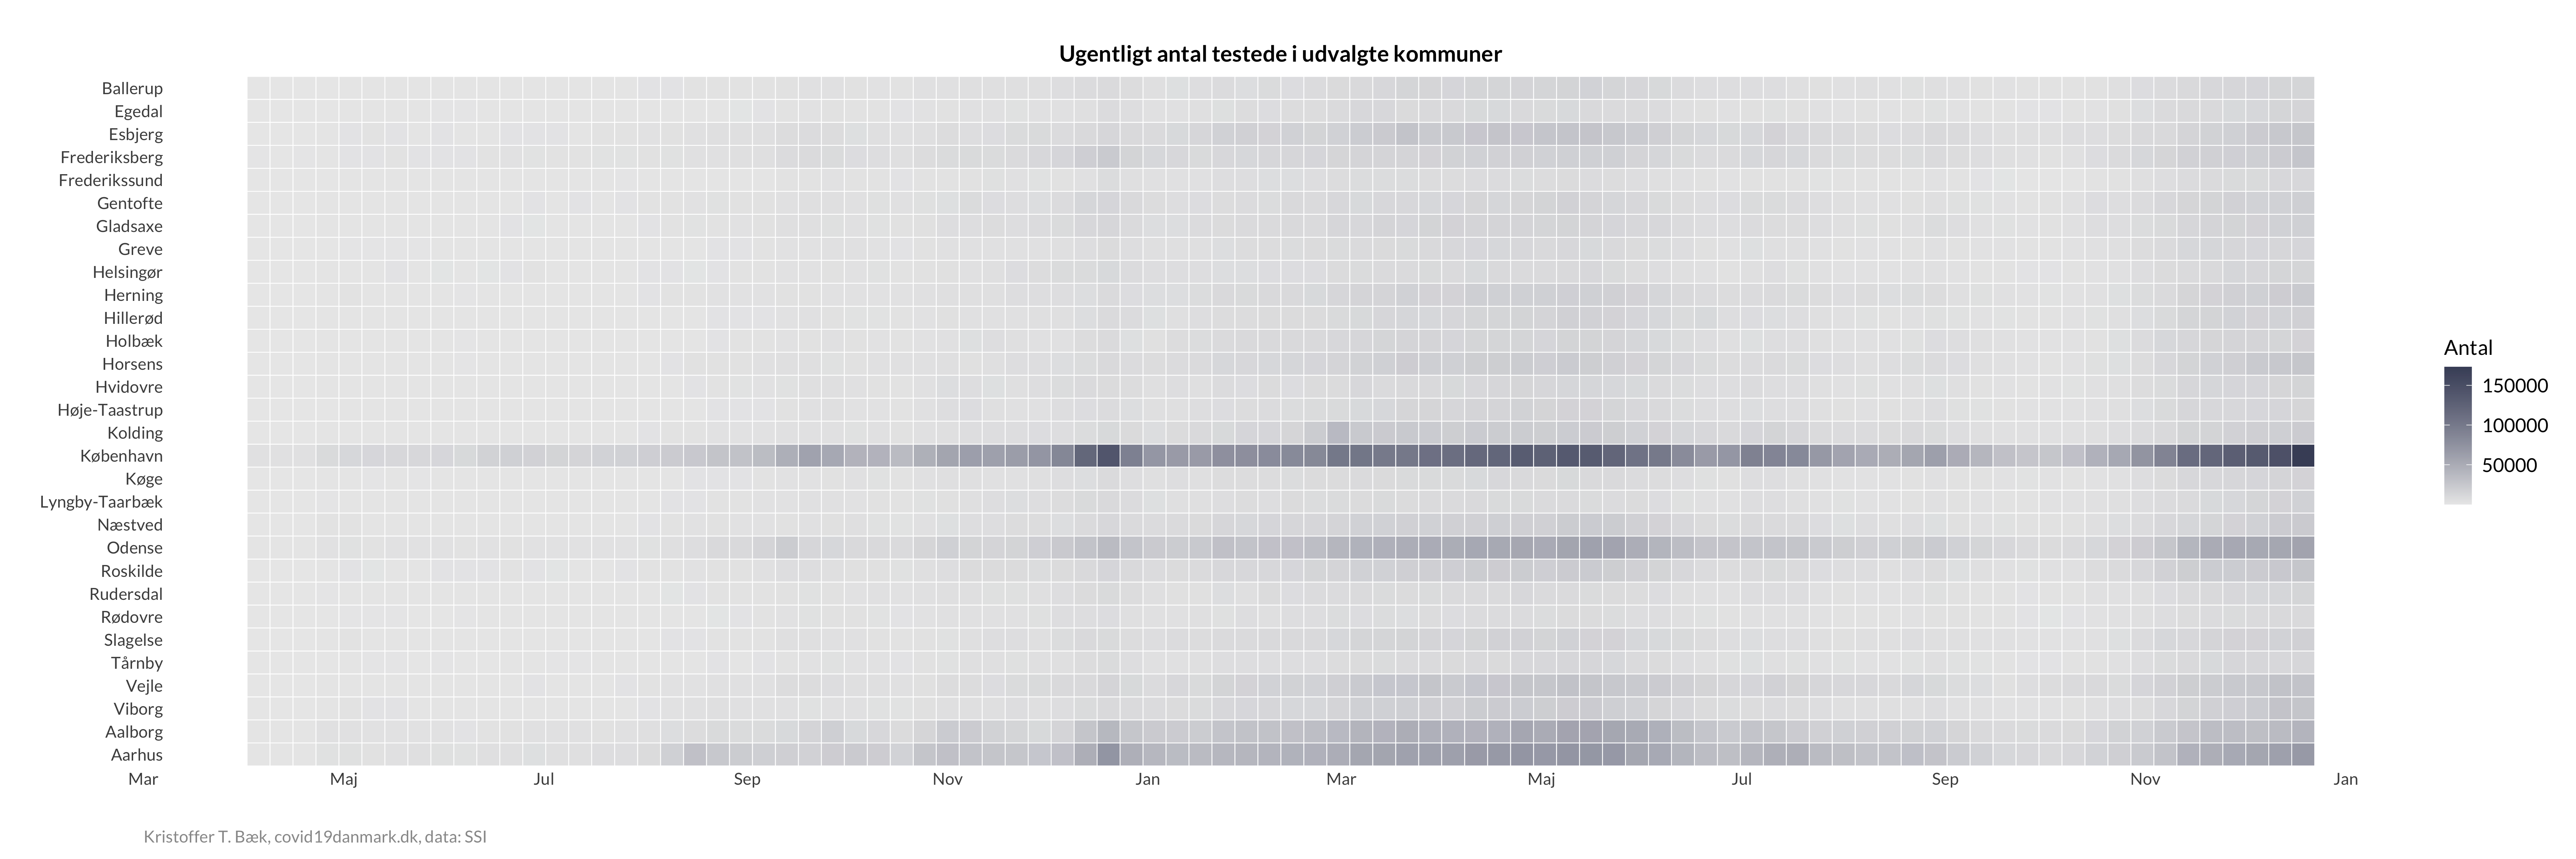 Ugentligt antal testede i udvalgte kommuner
Ballerup
Egedal
Esbjerg
Frederiksberg
Frederikssund
Gentofte
Gladsaxe
Greve
Helsingør
Herning
Hillerød
Holbæk
Horsens
Hvidovre
Høje-Taastrup
Kolding
København
Køge
Lyngby-Taarbæk
Næstved
Odense
Roskilde
Rudersdal
Rødovre
Slagelse
Tårnby
Vejle
Viborg
Aalborg
Aarhus
Mar Maj Jul Sep Nov Jan Mar Maj Jul Sep Nov Jan
Antal
150000
100000
50000
Kristoffer T. Bæk, covid19danmark.dk, data: SSI